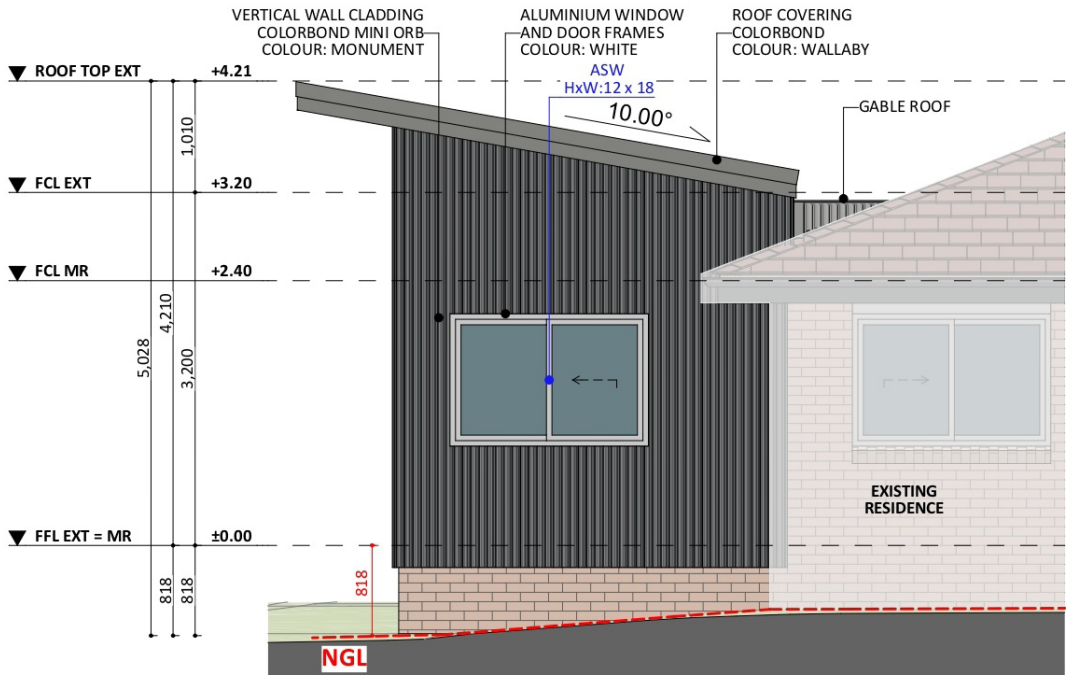 VERTICAL WALL CLADDING
COLORBOND MINI ORB
COLOUR: MONUMENT
ALUMINIUM WINDOW
AND DOOR FRAMES
COLOUR: WHITE
ROOF COVERING
COLORBOND
COLOUR: WALLABY
ASW
HxW:12 x 18
10.00°
GABLE ROOF
ROOF TOP EXT +4.21
1,010
FCL EXT +3.20
FCL MR +2.40
5,028
4,210
3,200
EXISTING
RESIDENCE
FFL EXT = MR ±0.00
818
818
818
NGL